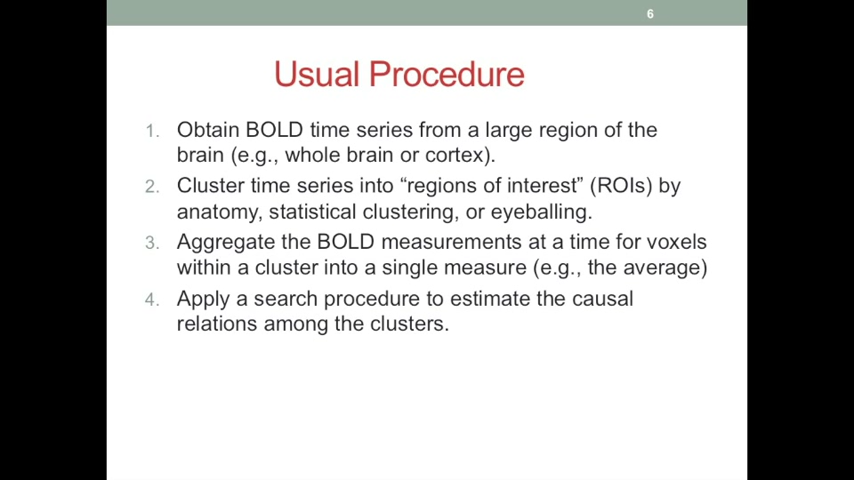 6
Usual Procedure
1. Obtain BOLD time series from a large region of the
brain (e.g., whole brain or cortex).
2. Cluster time series into “regions of interest” (ROIs) by
anatomy, statistical clustering, or eyeballing.
3. Aggregate the BOLD measurements at a time for voxels
within a cluster into a single measure (e.g., the average)
4. Apply a search procedure to estimate the causal
relations among the clusters.